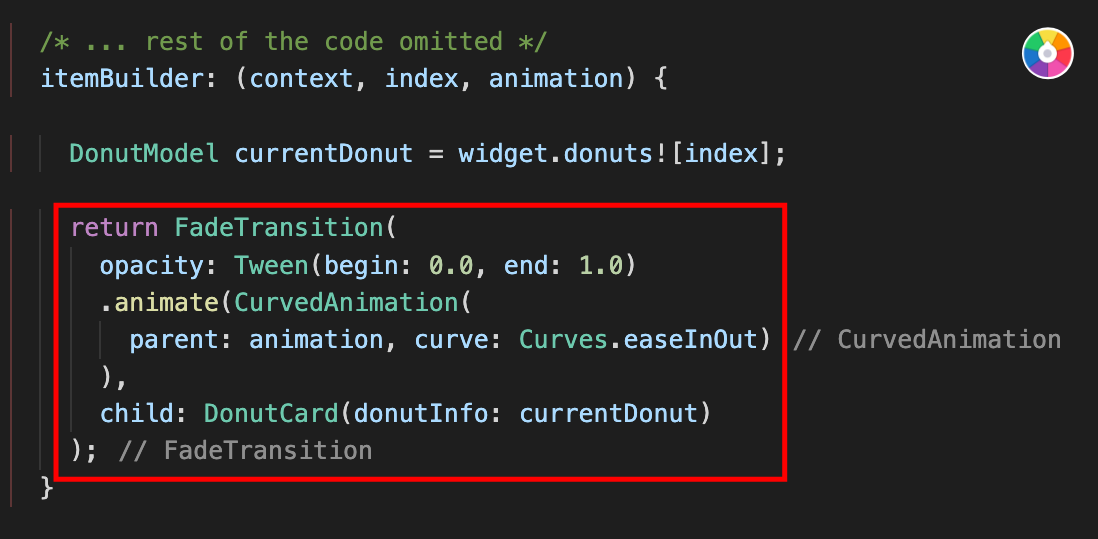 /* ... rest of the code omitted */
itemBuilder: (context, index, animation) {
DonutModel currentDonut = widget.donuts![index];
return FadeTransition(
opacity: Tween(begin: 0.0, end: 1.0)
.animate(CurvedAnimation(
parent: animation, curve: Curves.easeInOut) // CurvedAnimation
),
child: DonutCard(donutInfo: currentDonut)
); // FadeTransition
}